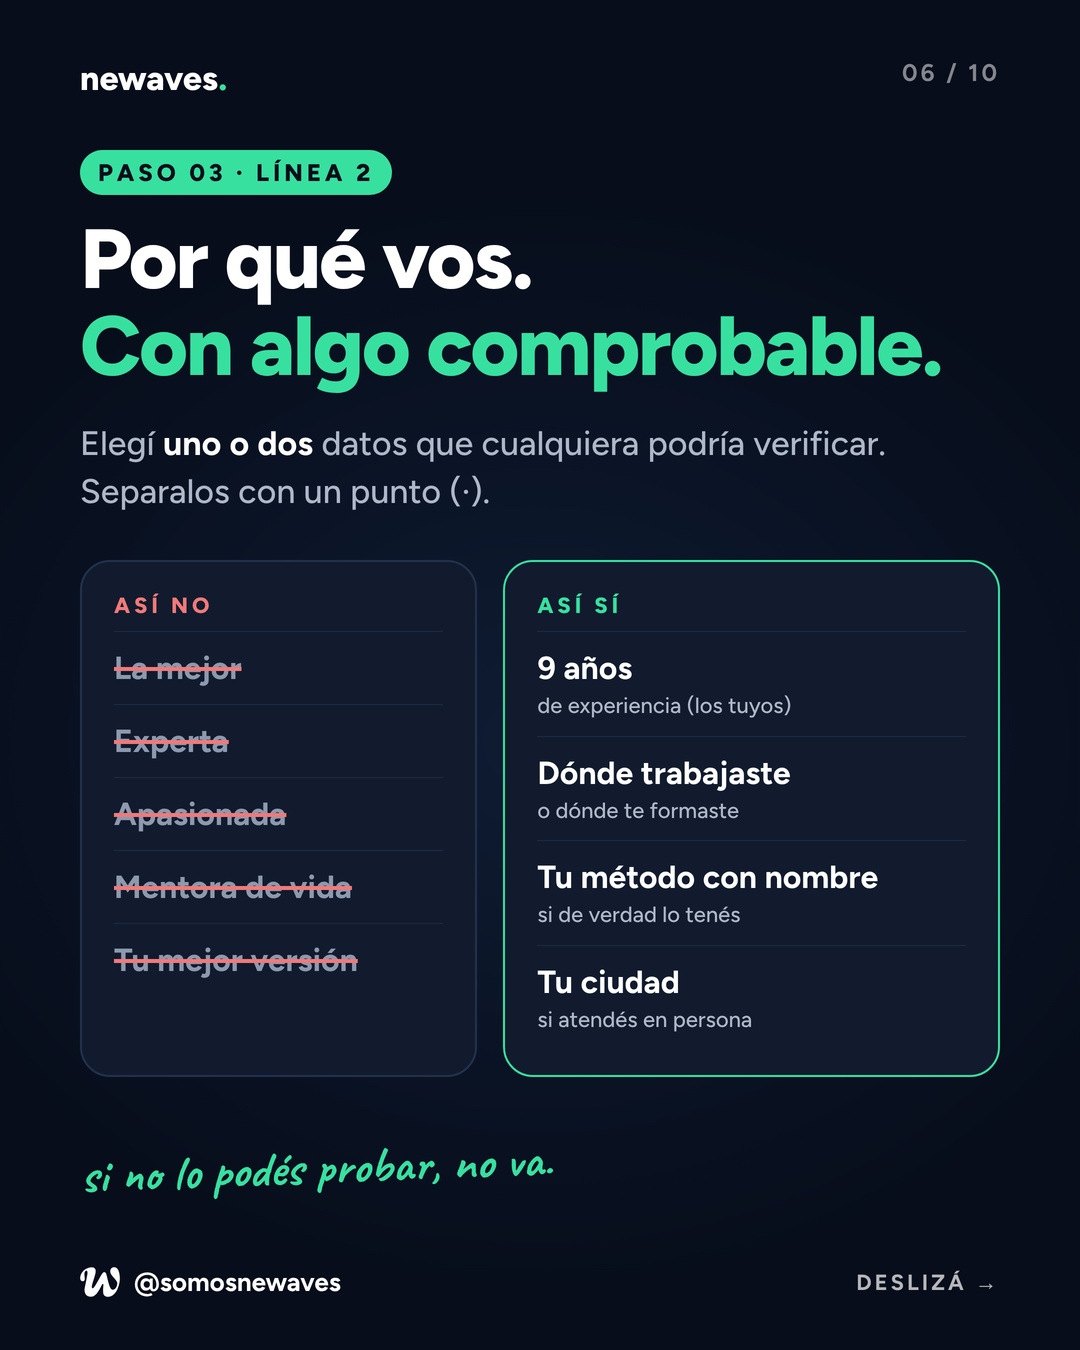 newaves.
06 / 10
PASO 03 · LÍNEA 2
Por qué vos.
Con algo comprobable.
Elegí uno o dos datos que cualquiera podría verificar.
Separalos con un punto (·).
ASÍ NO
La mejor
Experta
Apasionada
Mentora de vida
Tu mejor versión
ASÍ SÍ
9 años
de experiencia (los tuyos)
Dónde trabajaste
o dónde te formaste
Tu método con nombre
si de verdad lo tenés
Tu ciudad
si atendés en persona
si no lo podés probar, no va.
W @somosnewaves
DESLIZÁ →